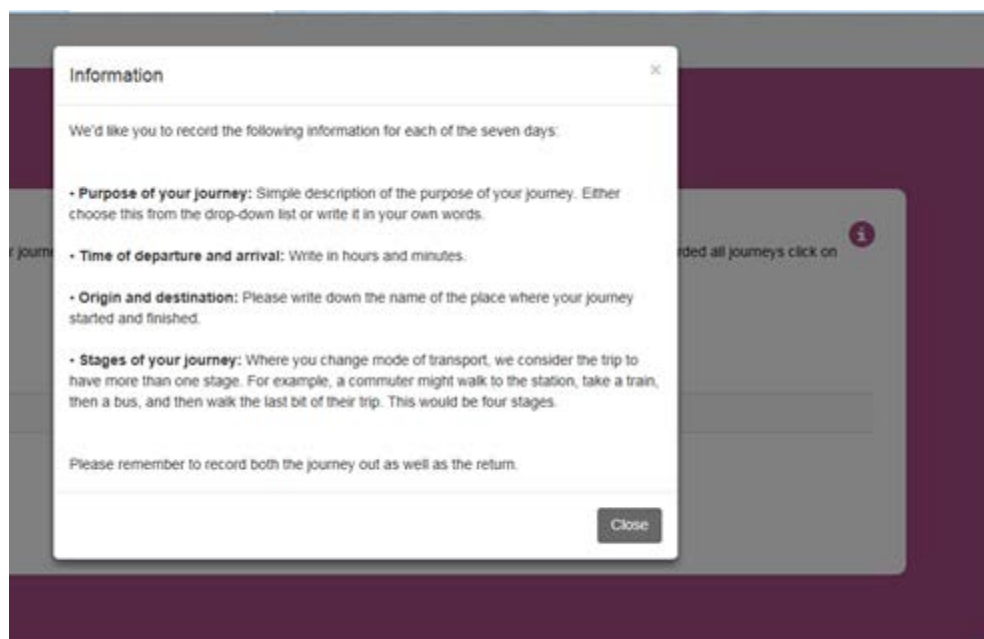 Information
×
We'd like you to record the following information for each of the seven days:
• Purpose of your journey: Simple description of the purpose of your journey. Either
choose this from the drop-down list or write it in your own words.
• Time of departure and arrival: Write in hours and minutes.
• Origin and destination: Please write down the name of the place where your journey
started and finished.
• Stages of your journey: Where you change mode of transport, we consider the trip to
have more than one stage. For example, a commuter might walk to the station, take a train,
then a bus, and then walk the last bit of their trip. This would be four stages.
Please remember to record both the journey out as well as the return.
Close
r journe
rded all journeys click on
i